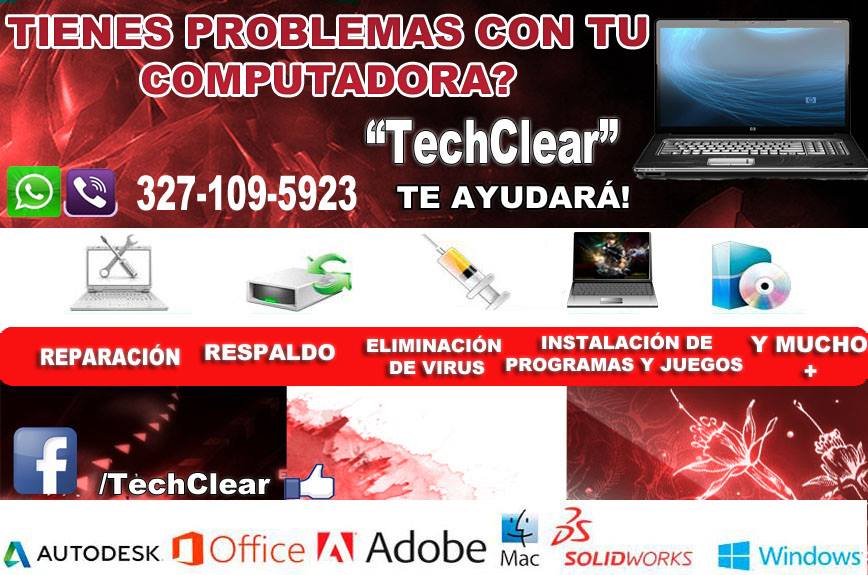 TIENES PROBLEMAS CON TU
COMPUTADORA?
“TechClear”
327-109-5923
TE AYUDARÁ!
REPARACIÓN
RESPALDO
ELIMINACIÓN
DE VIRUS
INSTALACIÓN DE
PROGRAMAS Y JUEGOS
Y MUCHO
+
/TechClear
AUTODESK
Office
Adobe
Mac
SOLIDWORKS
Windows